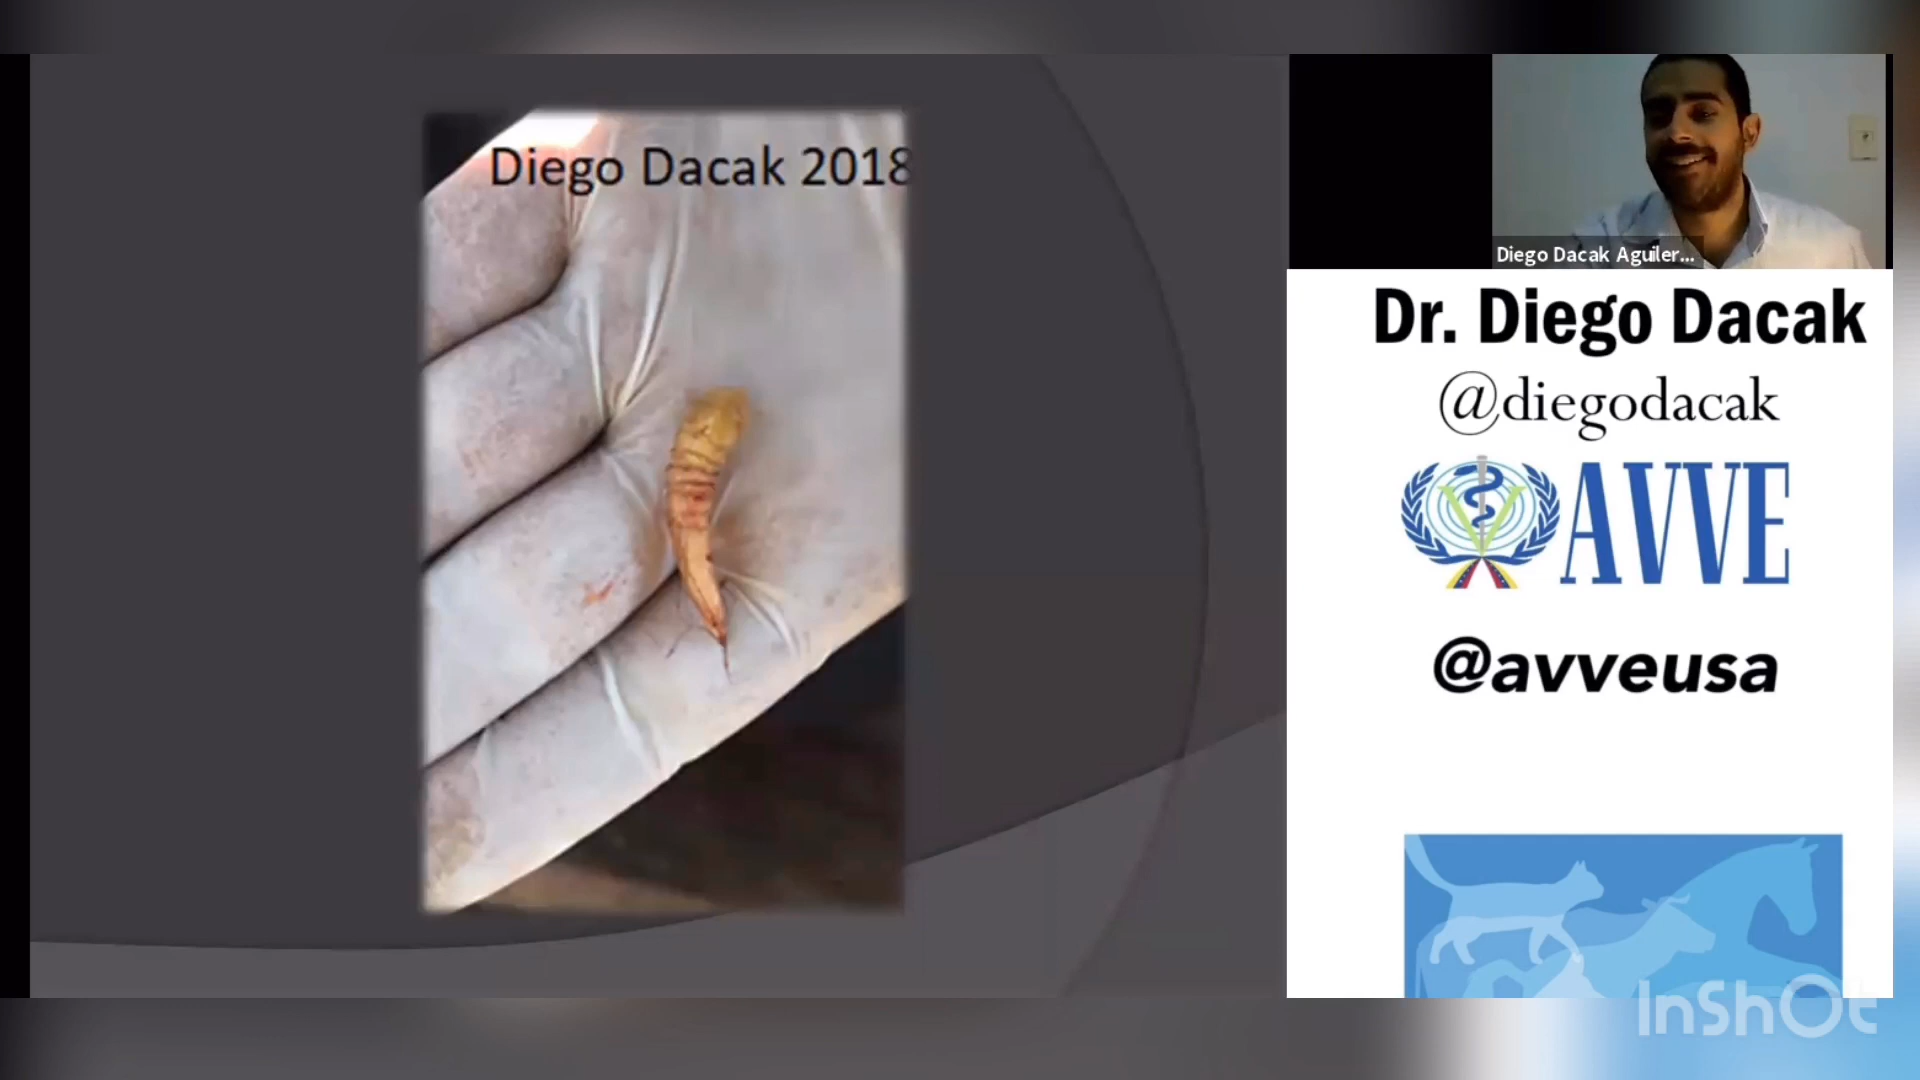 Diego Dacak 2018
Diego Dacak Aguiler...
Dr. Diego Dacak
@diegodacak
AVVE
@avveusa
InShOt